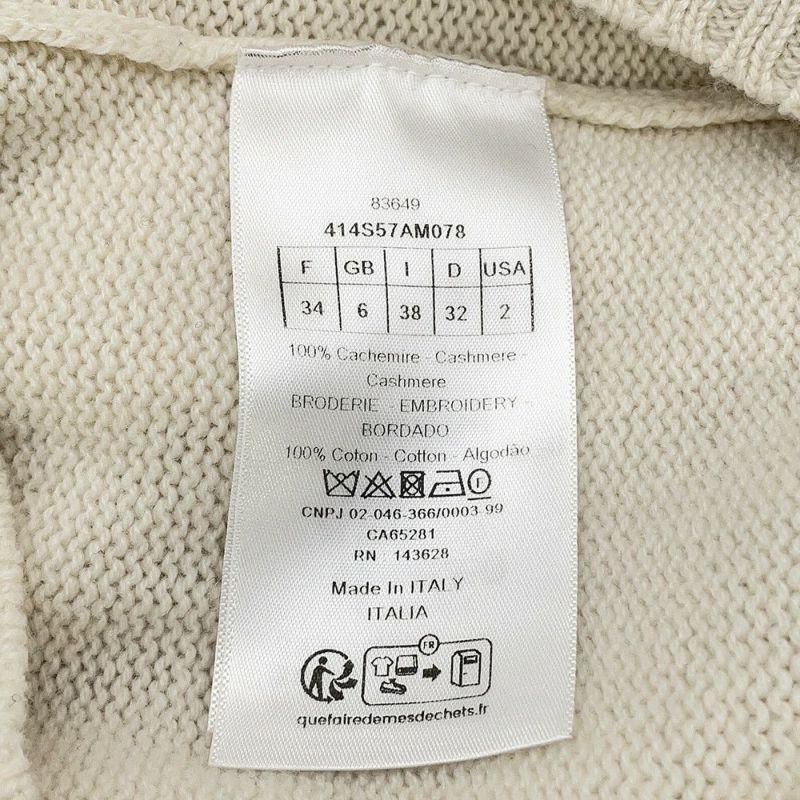 83649
414S57AM078
F GB I D USA
34 6 38 32 2
100% Cachemire - Cashmere -
Cashmere
BRODERIE - EMBROIDERY -
BORDADO
100% Coton - Cotton - Algodão
F
CNPJ 02-046-366/0003-99
CA65281
RN 143628
Made In ITALY
ITALIA
FR
quefairedemesdechets.fr